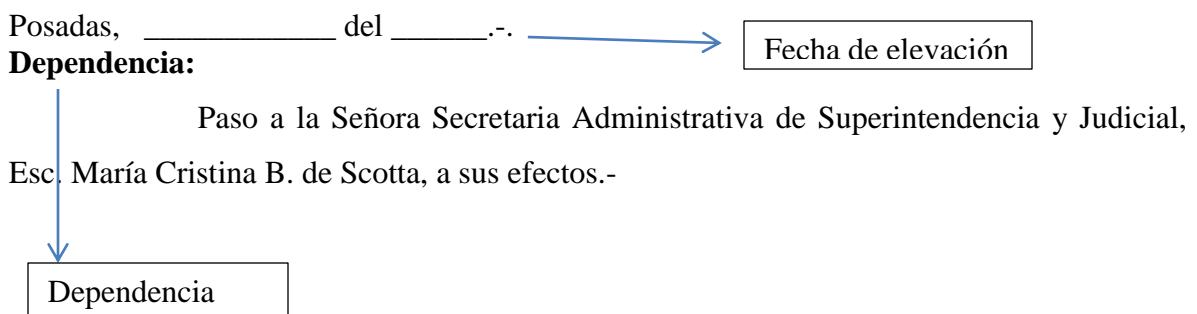 Posadas, ____________ del ______.-.
Fecha de elevación
Dependencia:
Paso a la Señora Secretaria Administrativa de Superintendencia y Judicial,
Esc. María Cristina B. de Scotta, a sus efectos.-
Dependencia